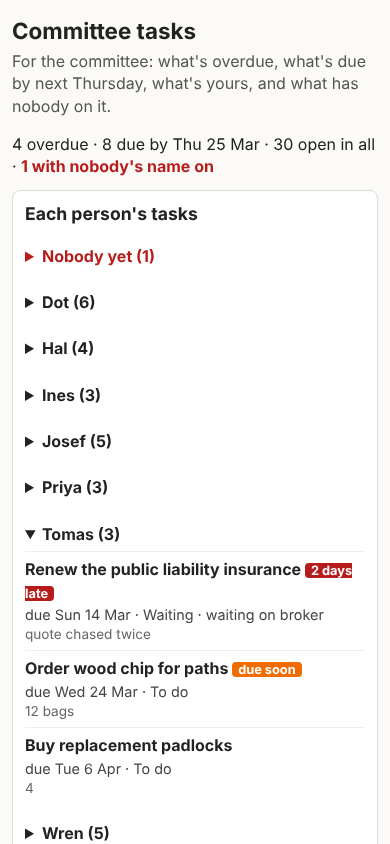 Committee tasks
For the committee: what's overdue, what's due
by next Thursday, what's yours, and what has
nobody on it.
4 overdue · 8 due by Thu 25 Mar · 30 open in all
· 1 with nobody's name on
Each person's tasks
Nobody yet (1)
Dot (6)
Hal (4)
Ines (3)
Josef (5)
Priya (3)
Tomas (3)
Renew the public liability insurance 2 days
late
due Sun 14 Mar · Waiting · waiting on broker
quote chased twice
Order wood chip for paths due soon
due Wed 24 Mar · To do
12 bags
Buy replacement padlocks
due Tue 6 Apr · To do
4
Wren (5)